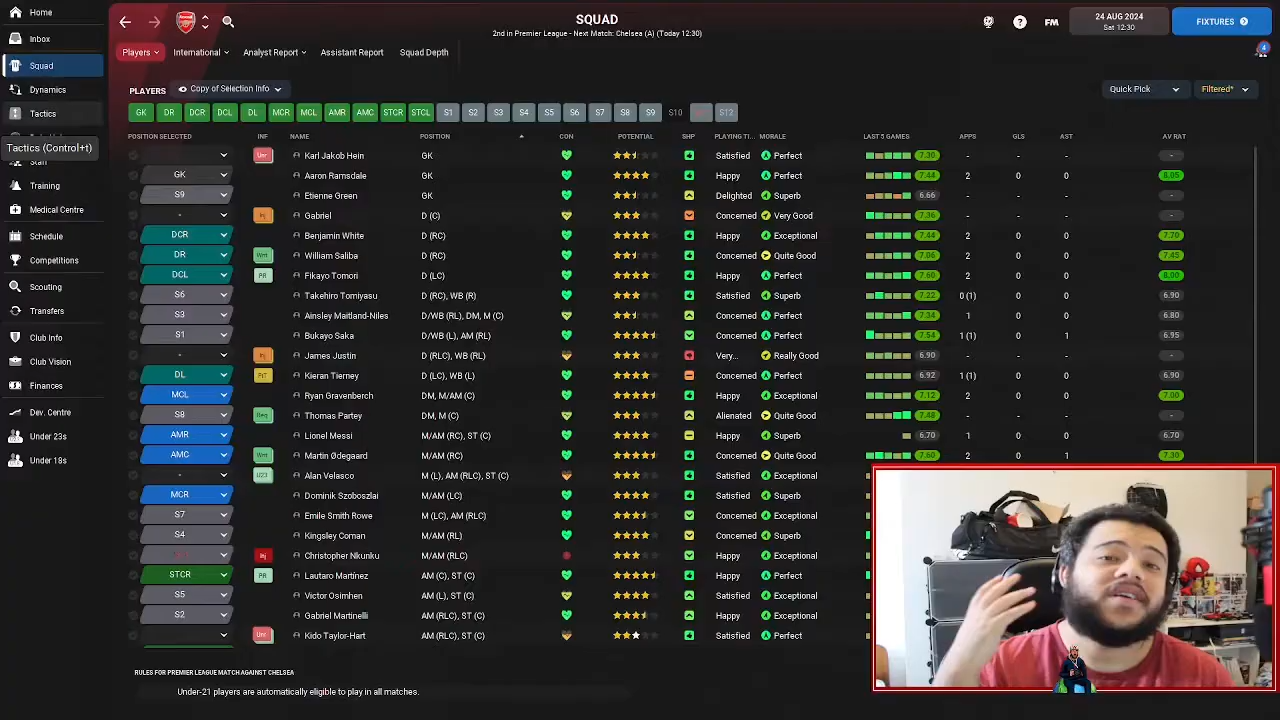 Home
Inbox
Squad
Dynamics
Tactics
Tactics (Control+t)
Staff
Training
Medical Centre
Schedule
Competitions
Scouting
Transfers
Club Info
Club Vision
Finances
Dev. Centre
Under 23s
Under 18s
SQUAD
2nd in Premier League - Next Match: Chelsea (A) (Today 12:30)
FM
24 AUG 2024
Sat 12:30
FIXTURES
4
Players International Analyst Report Assistant Report Squad Depth
PLAYERS Copy of Selection Info Quick Pick Filtered*
GK DR DCR DCL DL MCR MCL AMR AMC STCR STCL S1 S2 S3 S4 S5 S6 S7 S8 S9 S10 S12
POSITION SELECTED INF NAME POSITION CON POTENTIAL SHP PLAYING TI... MORALE LAST 5 GAMES APPS GLS AST AV RAT
Unr Karl Jakob Hein GK Satisfied Perfect 7.30 - - - -
GK Aaron Ramsdale GK Happy Perfect 7.44 2 0 0 8.05
S9 Etienne Green GK Delighted Superb 6.66 - - - -
- Inj Gabriel D (C) Concerned Very Good 7.36 - - - -
DCR Benjamin White D (RC) Happy Exceptional 7.44 2 0 0 7.70
DR Wnt William Saliba D (RC) Concerned Quite Good 7.06 2 0 0 7.45
DCL PR Fikayo Tomori D (LC) Happy Perfect 7.60 2 0 0 8.00
S6 Takehiro Tomiyasu D (RC), WB (R) Satisfied Superb 7.22 0 (1) 0 0 6.90
S3 Ainsley Maitland-Niles D/WB (RL), DM, M (C) Concerned Perfect 7.34 1 0 0 6.80
S1 Bukayo Saka D/WB (L), AM (RL) Concerned Perfect 7.54 1 (1) 0 1 6.95
- Inj James Justin D (RLC), WB (RL) Very... Really Good 6.90 - - - -
DL FIT Kieran Tierney D (LC), WB (L) Concerned Perfect 6.92 1 (1) 0 0 6.90
MCL Ryan Gravenberch DM, M/AM (C) Happy Exceptional 7.12 2 0 0 7.00
S8 Req Thomas Partey DM, M (C) Alienated Quite Good 7.48 - - - -
AMR Lionel Messi M/AM (RC), ST (C) Happy Superb 6.70 1 0 0 6.70
AMC Wnt Martin Ødegaard M/AM (RC) Concerned Quite Good 7.60 2 0 1 7.30
- U23 Alan Velasco M (L), AM (RLC), ST (C) Satisfied Exceptional
MCR Dominik Szoboszlai M/AM (LC) Satisfied Superb
S7 Emile Smith Rowe M (LC), AM (RLC) Concerned Exceptional
S4 Kingsley Coman M/AM (RL) Concerned Superb
Inj Christopher Nkunku M/AM (RLC) Happy Exceptional
STCR PR Lautaro Martínez AM (C), ST (C) Happy Perfect
S5 Victor Osimhen AM (L), ST (C) Satisfied Exceptional
S2 Gabriel Martinelli AM (RLC), ST (C) Happy Exceptional
Unr Kido Taylor-Hart AM (RLC), ST (C) Satisfied Perfect
RULES FOR PREMIER LEAGUE MATCH AGAINST CHELSEA
Under-21 players are automatically eligible to play in all matches.